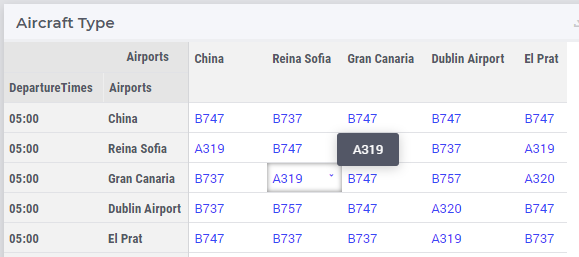 Aircraft Type
Airports China Reina Sofia Gran Canaria Dublin Airport El Prat
DepartureTimes Airports
05:00 China B747 B737 B747 B747 B747
05:00 Reina Sofia A319 B747 A319 B737 A319
05:00 Gran Canaria B737 A319 B747 B757 A320
05:00 Dublin Airport B737 B757 B747 A320 B747
05:00 El Prat B747 B737 B737 A319 B737